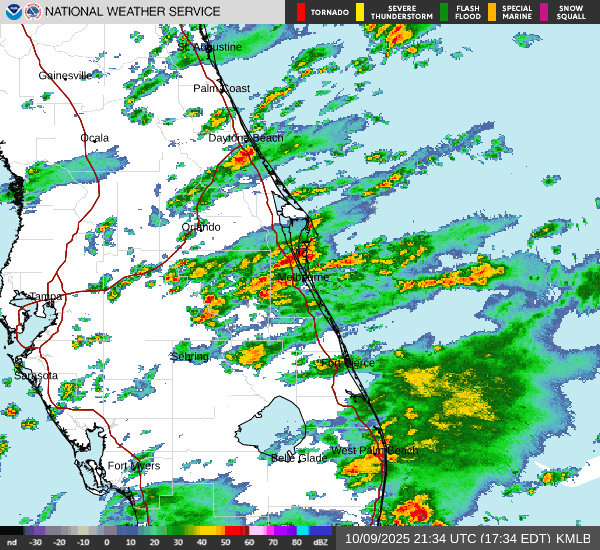 NATIONAL WEATHER SERVICE
TORNADO
SEVERE THUNDERSTORM
FLASH FLOOD
SPECIAL MARINE
SNOW SQUALL
St Augustine
Gainesville
Palm Coast
Ocala
Daytona Beach
Orlando
Melbourne
Tampa
Sebring
Fort Pierce
Sarasota
West Palm Beach
Belle Glade
Fort Myers
nd -30 -20 -10 0 10 20 30 40 50 60 70 80 dBZ
10/09/2025 21:34 UTC (17:34 EDT) KMLB